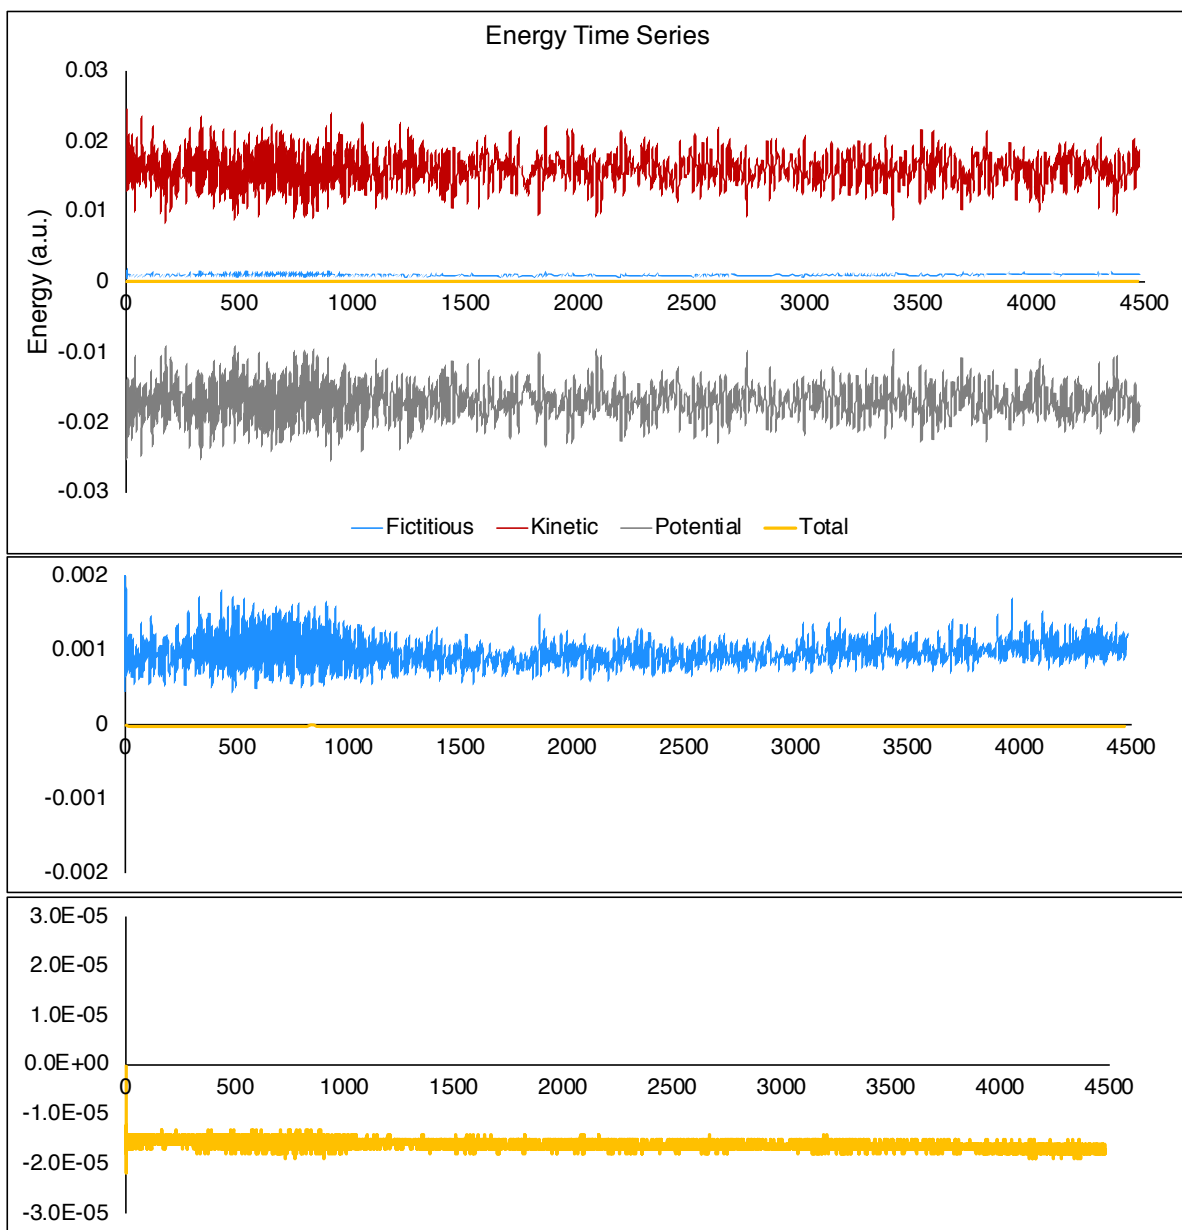 Energy Time Series
0.03
0.02
0.01
0
0 500 1000 1500 2000 2500 3000 3500 4000 4500
Energy (a.u.)
-0.01
-0.02
-0.03
Fictitious Kinetic Potential Total
0.002
0.001
0
0 500 1000 1500 2000 2500 3000 3500 4000 4500
-0.001
-0.002
3.0E-05
2.0E-05
1.0E-05
0.0E+00
0 500 1000 1500 2000 2500 3000 3500 4000 4500
-1.0E-05
-2.0E-05
-3.0E-05